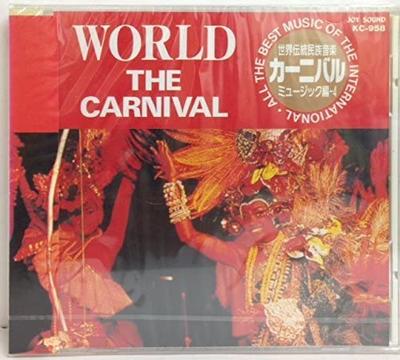 WORLD
THE
CARNIVAL
JOY SOUND
KC-958
ALL THE BEST MUSIC OF THE INTERNATIONAL・
世界伝統民族音楽
カーニバル
ミュージック編-4